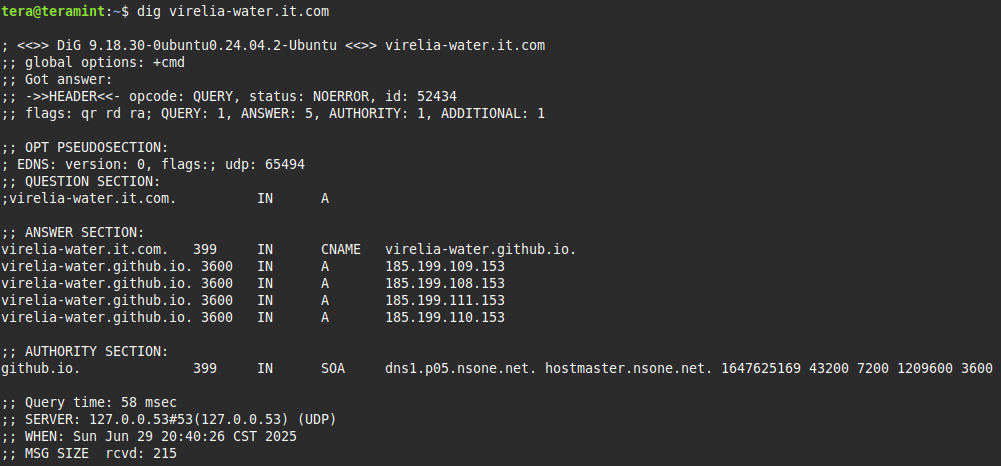 tera@teramint:~$ dig virelia-water.it.com
; <<>> DiG 9.18.30-0ubuntu0.24.04.2-Ubuntu <<>> virelia-water.it.com
;; global options: +cmd
;; Got answer:
;; ->>HEADER<<- opcode: QUERY, status: NOERROR, id: 52434
;; flags: qr rd ra; QUERY: 1, ANSWER: 5, AUTHORITY: 1, ADDITIONAL: 1
;; OPT PSEUDOSECTION:
; EDNS: version: 0, flags:; udp: 65494
;; QUESTION SECTION:
;virelia-water.it.com. IN A
;; ANSWER SECTION:
virelia-water.it.com. 399 IN CNAME virelia-water.github.io.
virelia-water.github.io. 3600 IN A 185.199.109.153
virelia-water.github.io. 3600 IN A 185.199.108.153
virelia-water.github.io. 3600 IN A 185.199.111.153
virelia-water.github.io. 3600 IN A 185.199.110.153
;; AUTHORITY SECTION:
github.io. 399 IN SOA dns1.p05.nsone.net. hostmaster.nsone.net. 1647625169 43200 7200 1209600 3600
;; Query time: 58 msec
;; SERVER: 127.0.0.53#53(127.0.0.53) (UDP)
;; WHEN: Sun Jun 29 20:40:26 CST 2025
;; MSG SIZE rcvd: 215